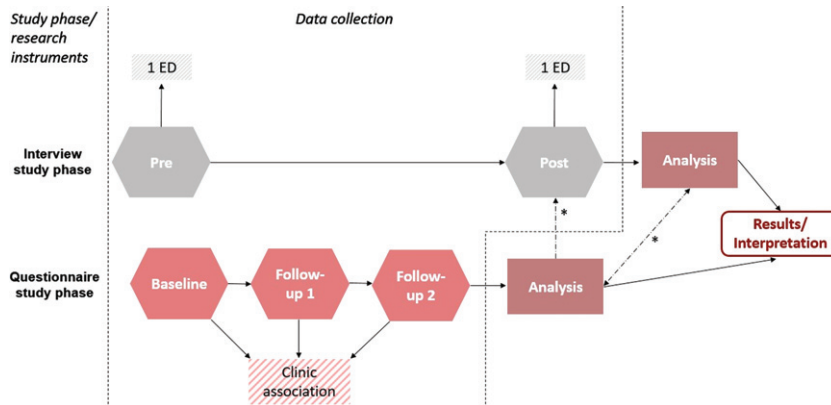 Study phase/
research
instruments
Data collection
1 ED
1 ED
Interview
study phase
Pre
Post
Analysis
*
*
Results/
Interpretation
Questionnaire
study phase
Baseline
Follow-
up 1
Follow-
up 2
Analysis
Clinic
association